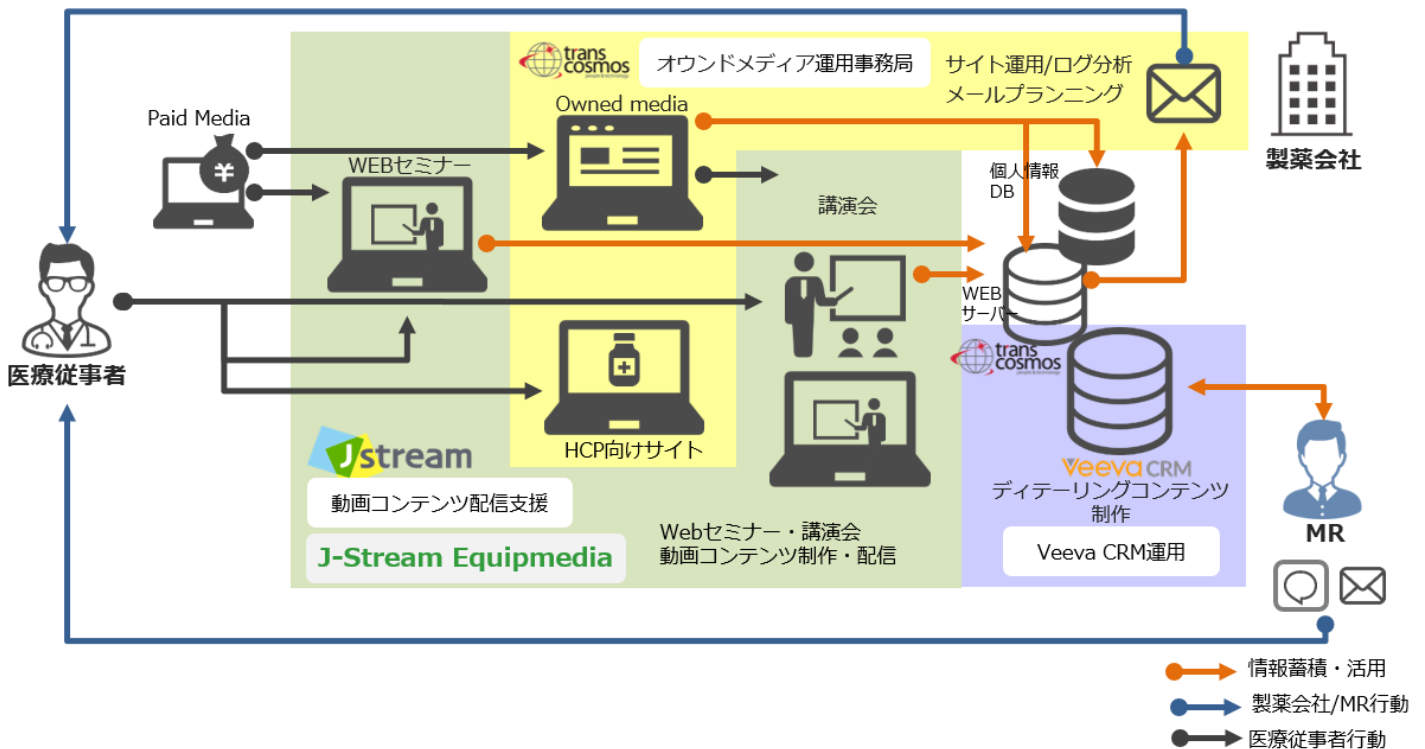 trans
cosmos
people & technology
オウンドメディア運用事務局
サイト運用/ログ分析
メールプランニング
製薬会社
Paid Media
¥
Owned media
WEBセミナー
講演会
個人情報
DB
WEB
サーバー
医療従事者
HCP向けサイト
Jstream
動画コンテンツ配信支援
J-Stream Equipmedia
Webセミナー・講演会
動画コンテンツ制作・配信
trans
cosmos
people & technology
Veeva CRM
ディテーリングコンテンツ
制作
Veeva CRM運用
MR
情報蓄積・活用
製薬会社/MR行動
医療従事者行動